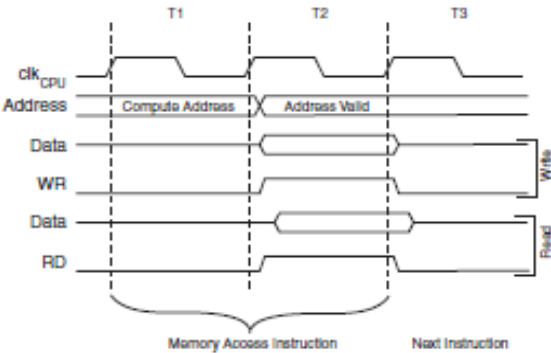 T1 T2 T3
clkCPU
Address Compute Address Address Valid
Data
WR
Write
Data
RD
Read
Memory Access Instruction Next Instruction